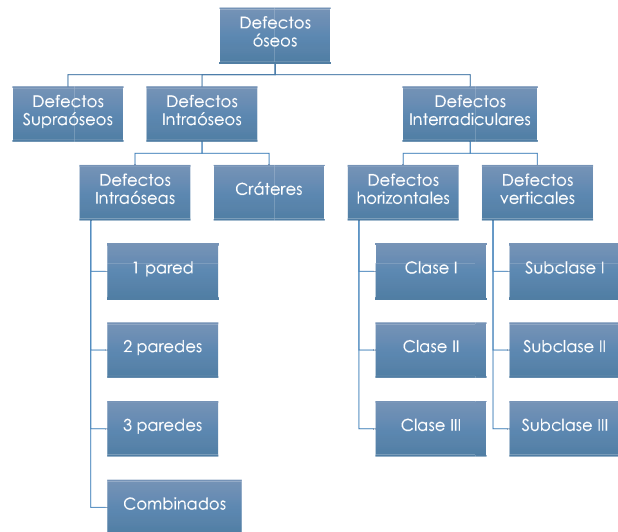 Defectos
óseos
Defectos
Supraóseos
Defectos
Intraóseos
Defectos
Interradiculares
Defectos
Intraóseas
Cráteres
Defectos
horizontales
Defectos
verticales
1 pared
2 paredes
3 paredes
Combinados
Clase I
Clase II
Clase III
Subclase I
Subclase II
Subclase III